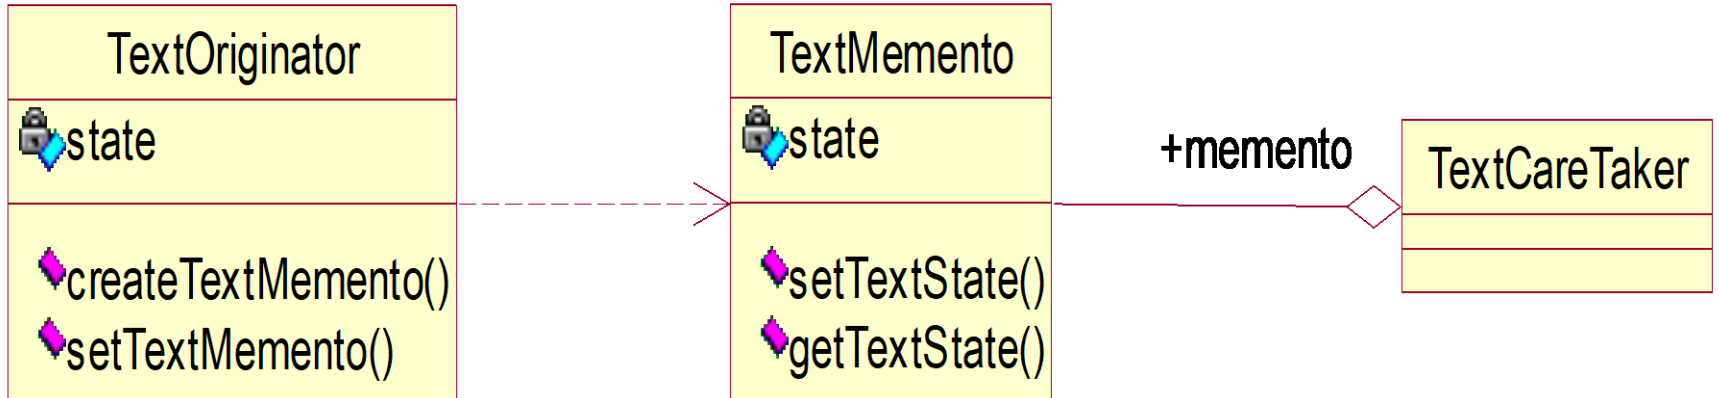 TextOriginator
state
createTextMemento()
setTextMemento()
TextMemento
state
setTextState()
getTextState()
+memento
TextCareTaker